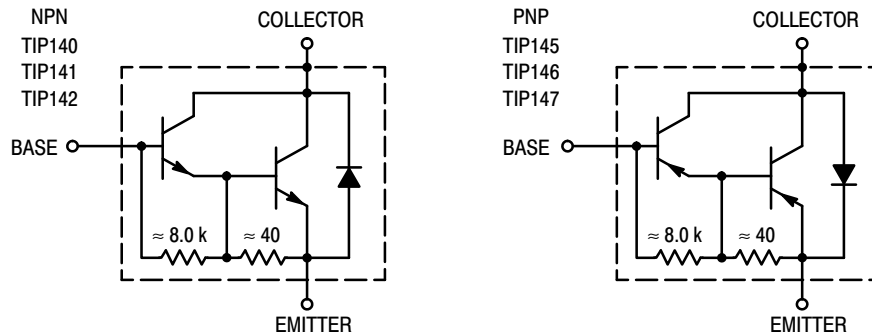 NPN
TIP140
TIP141
TIP142
COLLECTOR
BASE
≈ 8.0 k
≈ 40
EMITTER
PNP
TIP145
TIP146
TIP147
COLLECTOR
BASE
≈ 8.0 k
≈ 40
EMITTER